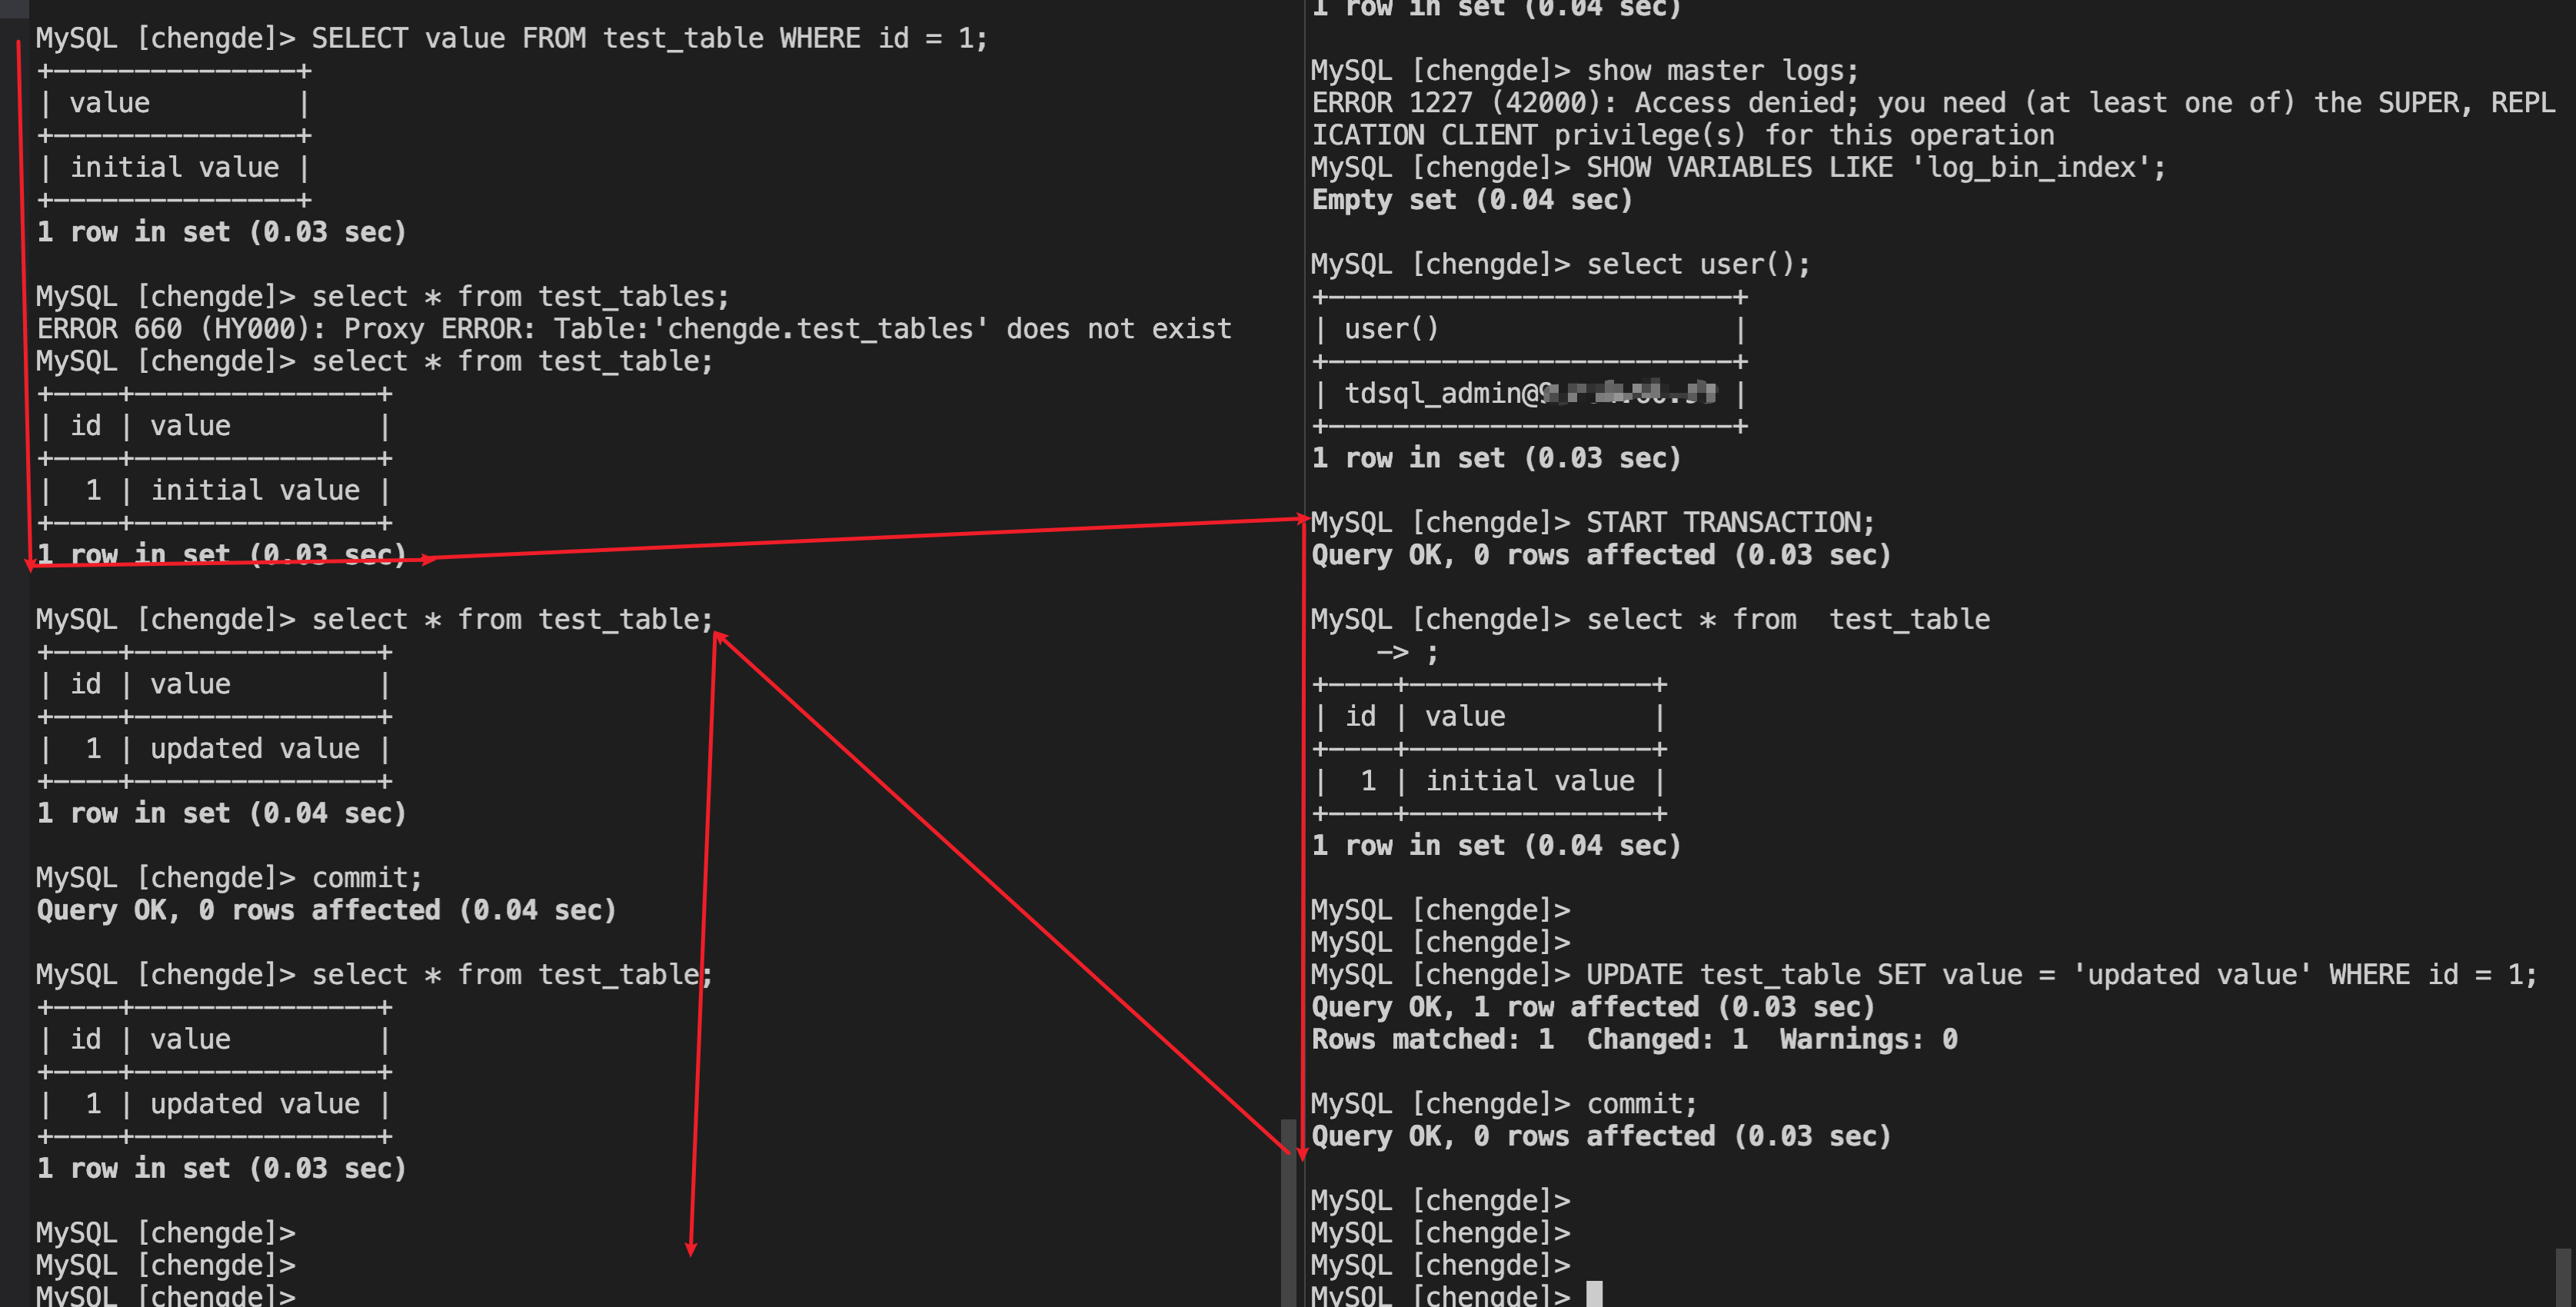 MySQL [chengde]> SELECT value FROM test_table WHERE id = 1;
+---------------+
| value         |
+---------------+
| initial value |
+---------------+
1 row in set (0.03 sec)
MySQL [chengde]> select * from test_tables;
ERROR 660 (HY000): Proxy ERROR: Table:'chengde.test_tables' does not exist
MySQL [chengde]> select * from test_table;
+----+---------------+
| id | value         |
+----+---------------+
|  1 | initial value |
+----+---------------+
1 row in set (0.03 sec)
MySQL [chengde]> select * from test_table;
+----+---------------+
| id | value         |
+----+---------------+
|  1 | updated value |
+----+---------------+
1 row in set (0.04 sec)
MySQL [chengde]> commit;
Query OK, 0 rows affected (0.04 sec)
MySQL [chengde]> select * from test_table;
+----+---------------+
| id | value         |
+----+---------------+
|  1 | updated value |
+----+---------------+
1 row in set (0.03 sec)
MySQL [chengde]>
MySQL [chengde]>
MySQL [chengde]>
1 row in set (0.04 sec)
MySQL [chengde]> show master logs;
ERROR 1227 (42000): Access denied; you need (at least one of) the SUPER, REPL
ICATION CLIENT privilege(s) for this operation
MySQL [chengde]> SHOW VARIABLES LIKE 'log_bin_index';
Empty set (0.04 sec)
MySQL [chengde]> select user();
+-------------------------+
| user()                  |
+-------------------------+
| tdsql_admin@ |
+-------------------------+
1 row in set (0.03 sec)
MySQL [chengde]> START TRANSACTION;
Query OK, 0 rows affected (0.03 sec)
MySQL [chengde]> select * from  test_table
    -> ;
+----+---------------+
| id | value         |
+----+---------------+
|  1 | initial value |
+----+---------------+
1 row in set (0.04 sec)
MySQL [chengde]>
MySQL [chengde]>
MySQL [chengde]> UPDATE test_table SET value = 'updated value' WHERE id = 1;
Query OK, 1 row affected (0.03 sec)
Rows matched: 1  Changed: 1  Warnings: 0
MySQL [chengde]> commit;
Query OK, 0 rows affected (0.03 sec)
MySQL [chengde]>
MySQL [chengde]>
MySQL [chengde]>
MySQL [chengde]>